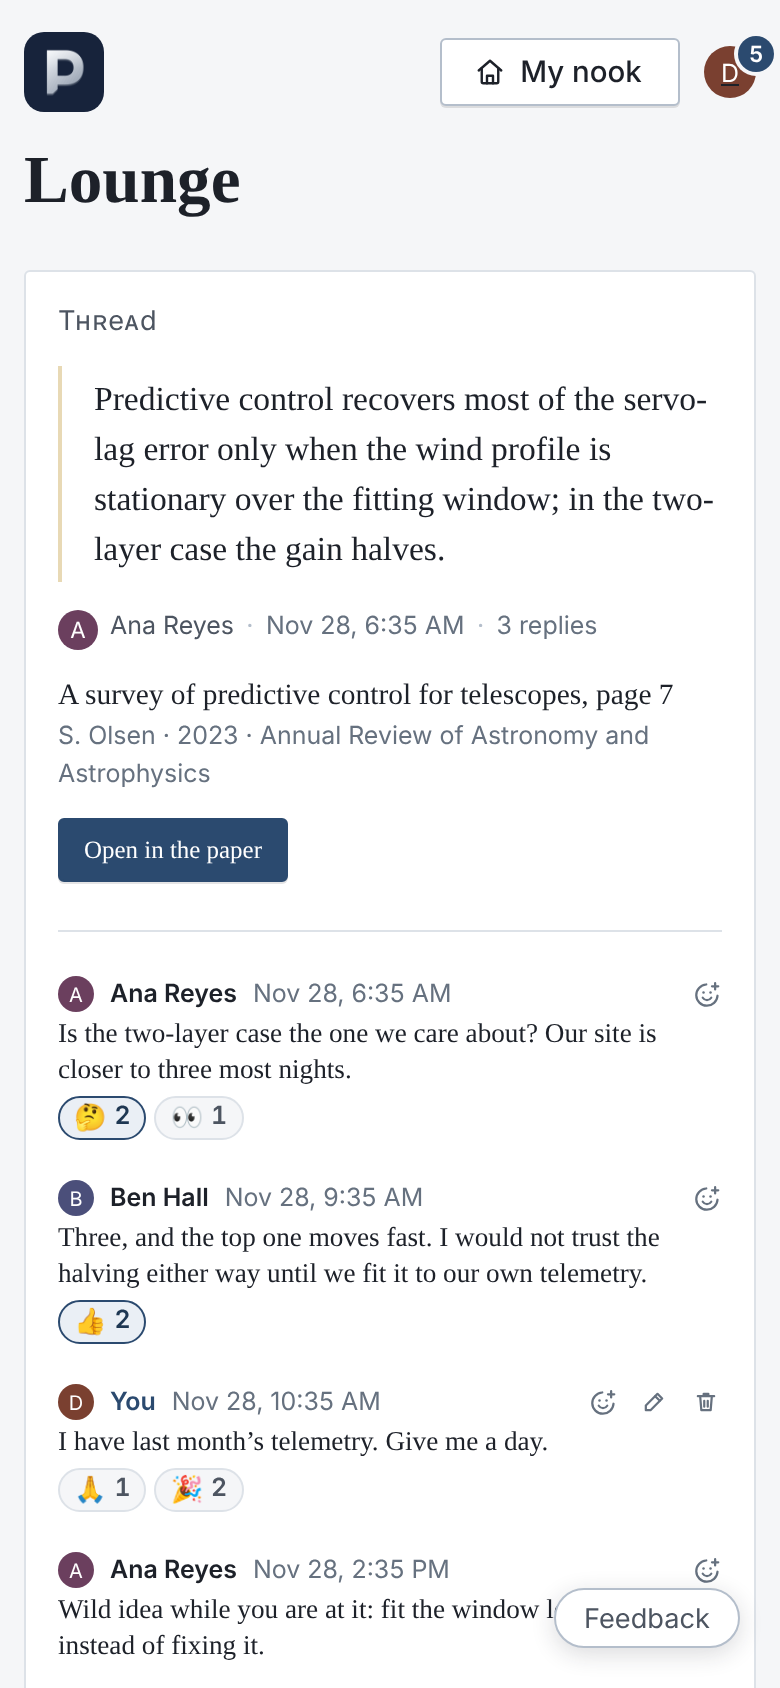 P
My nook
D
5
Lounge
Thread
Predictive control recovers most of the servo-
lag error only when the wind profile is
stationary over the fitting window; in the two-
layer case the gain halves.
A Ana Reyes · Nov 28, 6:35 AM · 3 replies
A survey of predictive control for telescopes, page 7
S. Olsen · 2023 · Annual Review of Astronomy and
Astrophysics
Open in the paper
A Ana Reyes Nov 28, 6:35 AM
Is the two-layer case the one we care about? Our site is
closer to three most nights.
🤔 2 👀 1
B Ben Hall Nov 28, 9:35 AM
Three, and the top one moves fast. I would not trust the
halving either way until we fit it to our own telemetry.
👍 2
D You Nov 28, 10:35 AM
I have last month’s telemetry. Give me a day.
🙏 1 🎉 2
A Ana Reyes Nov 28, 2:35 PM
Wild idea while you are at it: fit the window
instead of fixing it.
Feedback